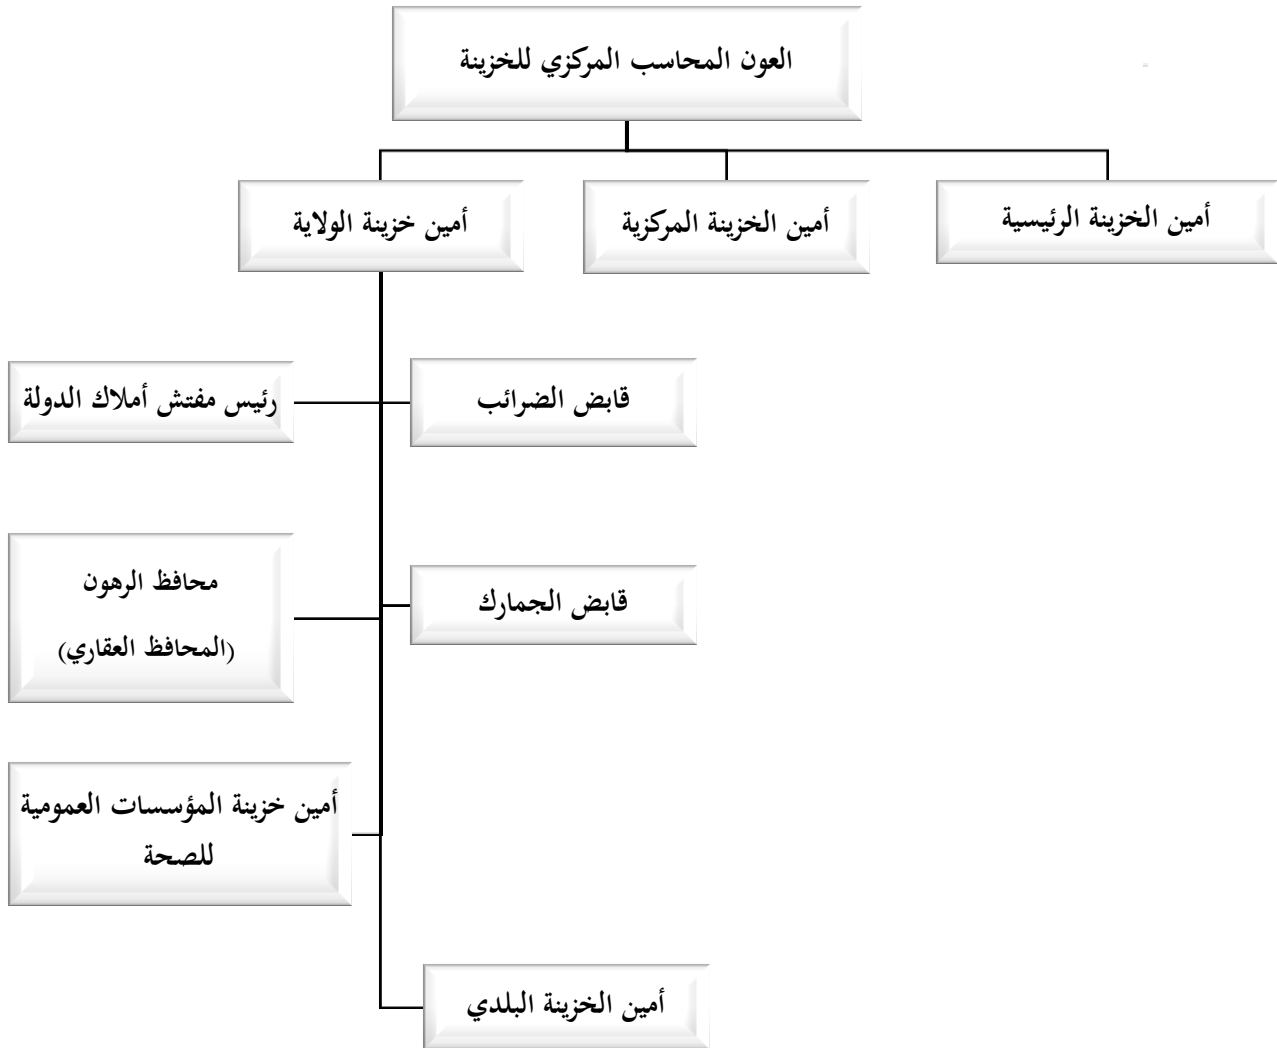 العون المحاسب المركزي للخزينة
أمين الخزينة الرئيسية
أمين الخزينة المركزية
أمين خزينة الولاية
قابض الضرائب
رئيس مفتش أملاك الدولة
قابض الجمارك
محافظ الرهون
(المحافظ العقاري)
أمين خزينة المؤسسات العمومية
للصحة
أمين الخزينة البلدي